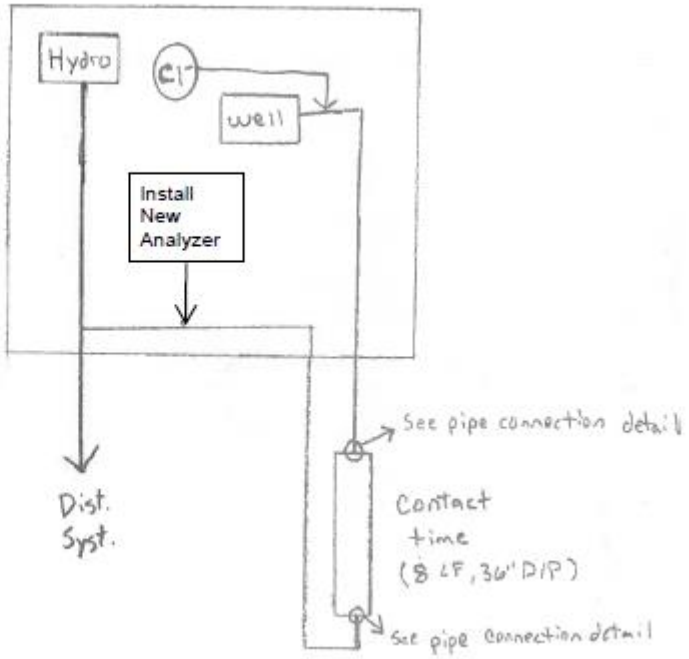 Hydro
Cl-
well
Install
New
Analyzer
See pipe connection detail
Contact
time
(8 LF, 36" DIP)
Dist.
Syst.
see pipe connection detail